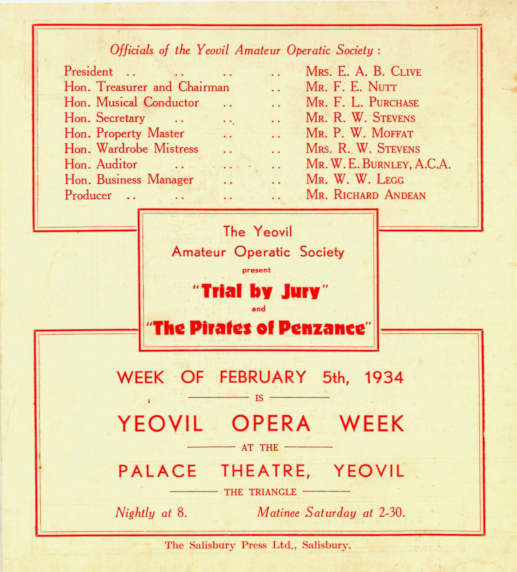 Officials of the Yeovil Amateur Operatic Society :
President .. .. .. .. MRS. E. A. B. CLIVE
Hon. Treasurer and Chairman .. MR. F. E. NUTT
Hon. Musical Conductor .. .. MR. F. L. PURCHASE
Hon. Secretary .. .. .. MR. R. W. STEVENS
Hon. Property Master .. .. MR. P. W. MOFFAT
Hon. Wardrobe Mistress .. .. MRS. R. W. STEVENS
Hon. Auditor .. .. .. MR. W. E. BURNLEY, A.C.A.
Hon. Business Manager .. .. MR. W. W. LEGG
Producer .. .. .. .. MR. RICHARD ANDEAN
The Yeovil
Amateur Operatic Society
present
"Trial by Jury"
and
"The Pirates of Penzance"
WEEK OF FEBRUARY 5th, 1934
IS
YEOVIL OPERA WEEK
AT THE
PALACE THEATRE, YEOVIL
THE TRIANGLE
Nightly at 8. Matinee Saturday at 2-30.
The Salisbury Press Ltd., Salisbury.